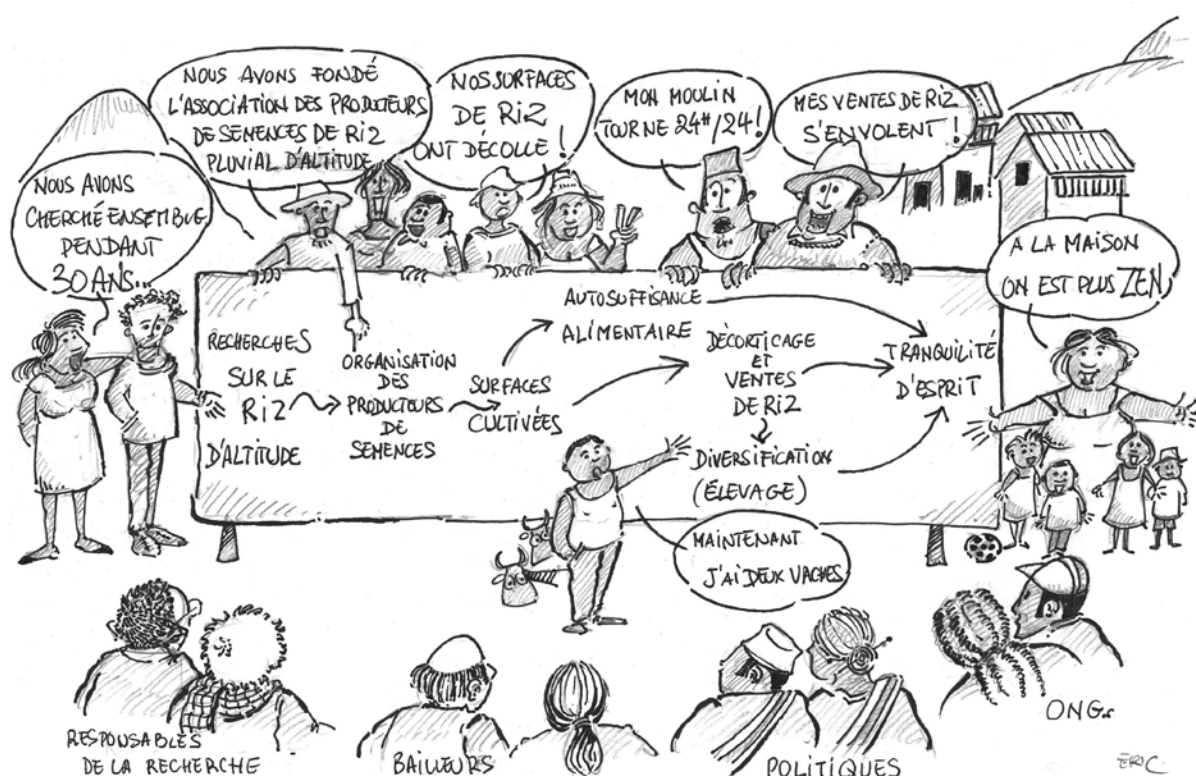 NOUS AVONS
CHERCHÉ ENSEMBLE
PENDANT
30 ANS...
NOUS AVONS FONDÉ
L'ASSOCIATION DES PRODUCTEURS
DE SEMENCES DE RIZ
PLUVIAL D'ALTITUDE
NOS SURFACES
DE RIZ
ONT DÉCOLLÉ !
MON MOULIN
TOURNE 24H/24 !
MES VENTES DE RIZ
S'ENVOLENT !
A LA MAISON
ON EST PLUS ZEN
RECHERCHES
SUR LE
RIZ
D'ALTITUDE
ORGANISATION
DES
PRODUCTEURS
DE
SEMENCES
SURFACES
CULTIVÉES
AUTOSUFFISANCE
ALIMENTAIRE
DÉCORTICAGE
ET
VENTES
DE RIZ
DIVERSIFICATION
(ÉLEVAGE)
TRANQUILITÉ
D'ESPRIT
MAINTENANT
J'AI DEUX VACHES
RESPONSABLES
DE LA RECHERCHE
BAILLEURS
POLITIQUES
ONGs
ERIC